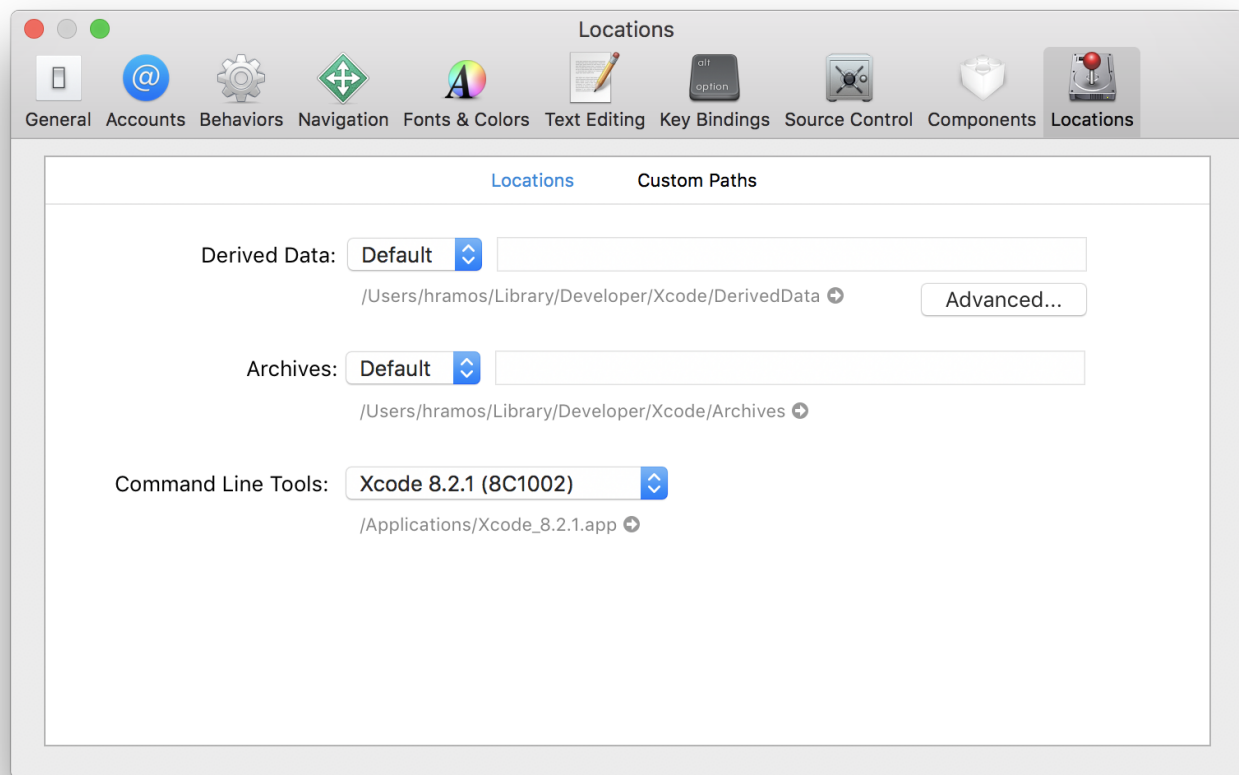 Locations
alt
option
General Accounts Behaviors Navigation Fonts & Colors Text Editing Key Bindings Source Control Components Locations
Locations Custom Paths
Derived Data: Default
/Users/hramos/Library/Developer/Xcode/DerivedData
Advanced...
Archives: Default
/Users/hramos/Library/Developer/Xcode/Archives
Command Line Tools: Xcode 8.2.1 (8C1002)
/Applications/Xcode_8.2.1.app